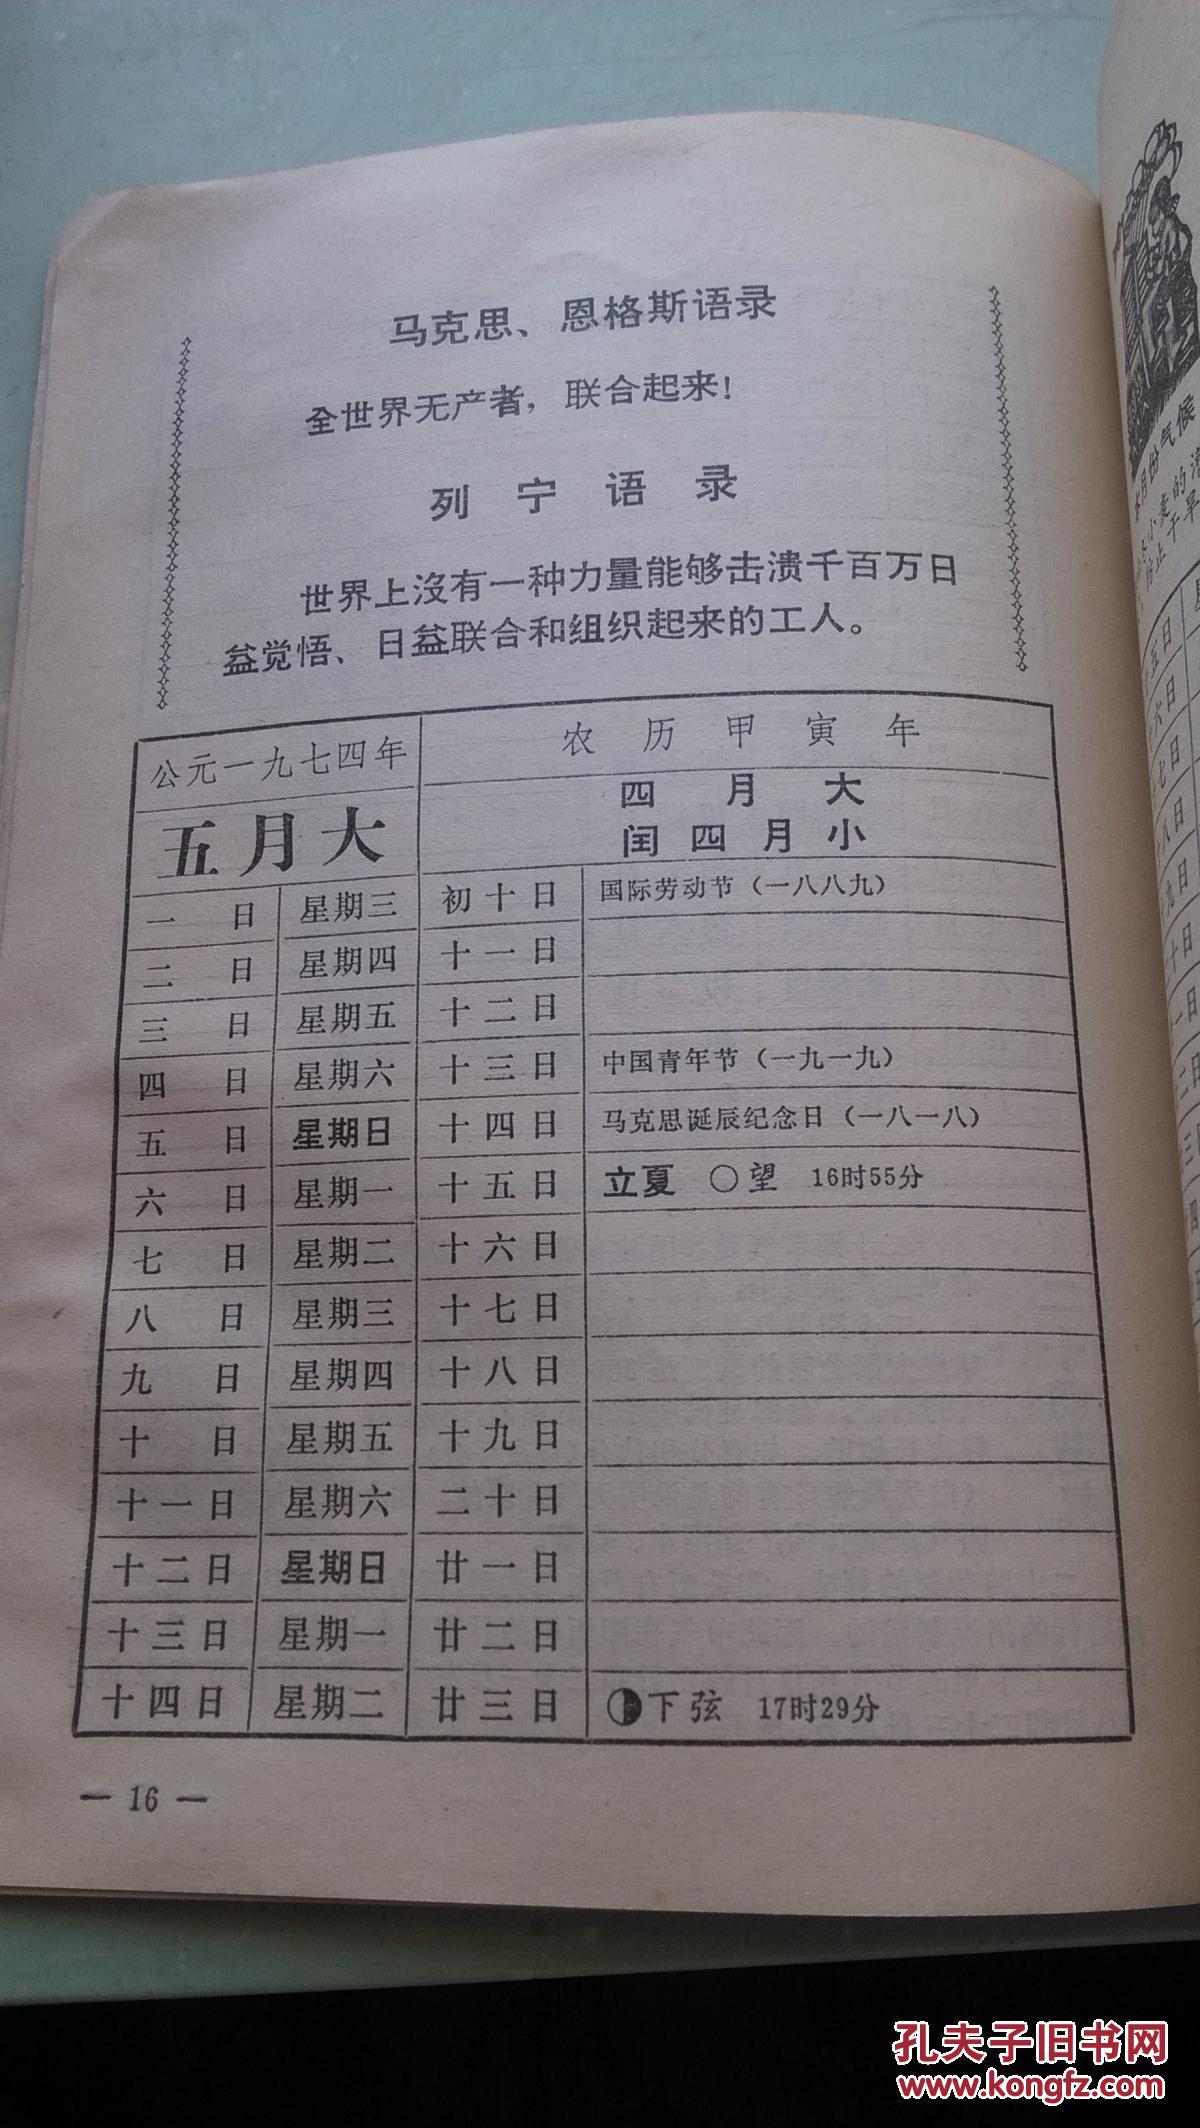 马克思、恩格斯语录
全世界无产者，联合起来！
列宁语录
世界上沒有一种力量能够击溃千百万日
益觉悟、日益联合和组织起来的工人。
公元一九七四年 农历甲寅年
五月大 四月大
闰四月小
一日 星期三 初十日 国际劳动节（一八八九）
二日 星期四 十一日
三日 星期五 十二日
四日 星期六 十三日 中国青年节（一九一九）
五日 星期日 十四日 马克思诞辰纪念日（一八一八）
六日 星期一 十五日 立夏 ○望 16时55分
七日 星期二 十六日
八日 星期三 十七日
九日 星期四 十八日
十日 星期五 十九日
十一日 星期六 二十日
十二日 星期日 廿一日
十三日 星期一 廿二日
十四日 星期二 廿三日 下弦 17时29分
— 16 —
本月份气候
孔夫子旧书网
www.kongfz.com